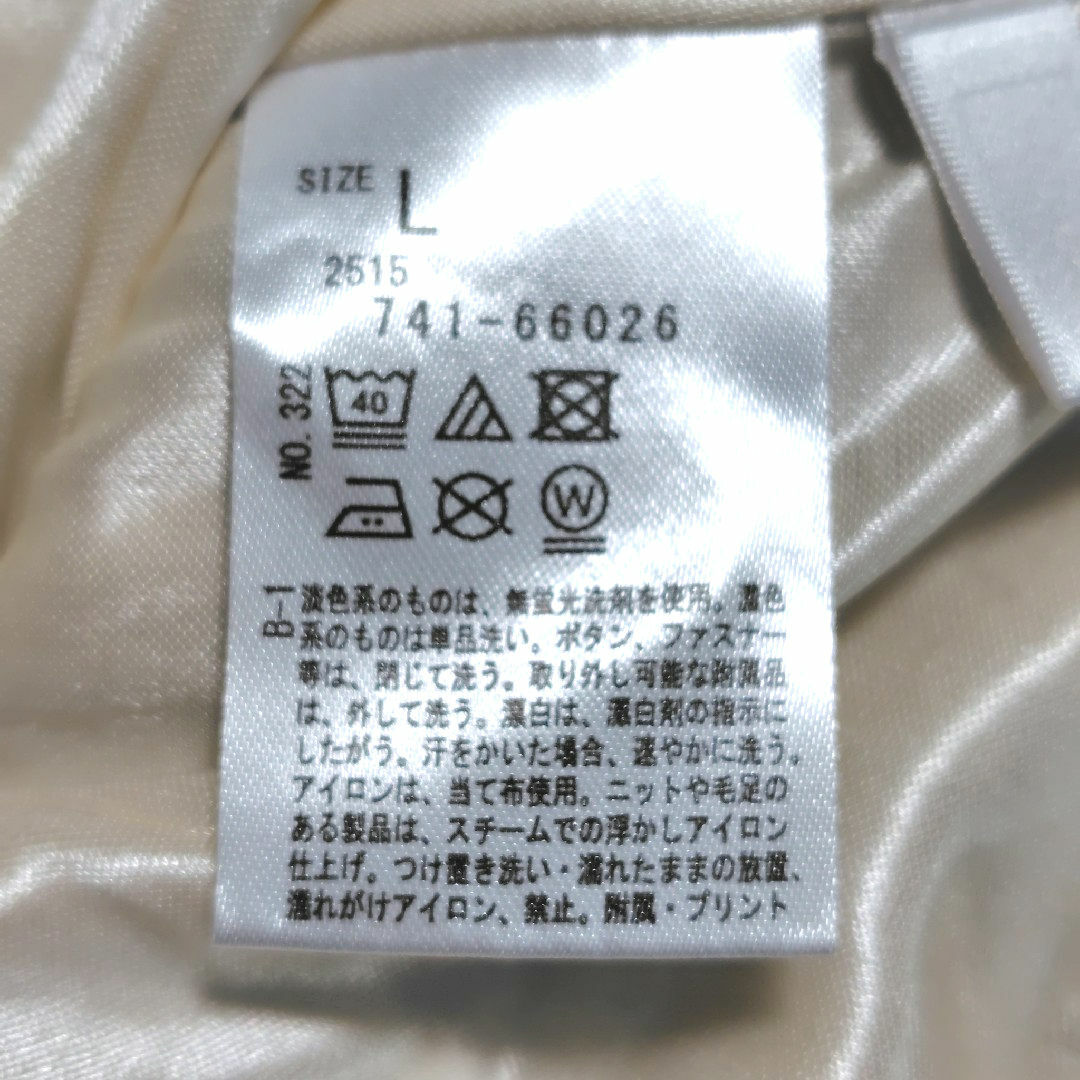 SIZE L
2515
741-66026
NO. 322
40
W
B-1
淡色系のものは、無蛍光洗剤を使用。濃色
系のものは単品洗い。ボタン、ファスナー
等は、閉じて洗う。取り外し可能な附属品
は、外して洗う。漂白は、漂白剤の指示に
したがう。汗をかいた場合、速やかに洗う。
アイロンは、当て布使用。ニットや毛足の
ある製品は、スチームでの浮かしアイロン
仕上げ。つけ置き洗い・濡れたままの放置、
濡れがけアイロン、禁止。附属・プリント